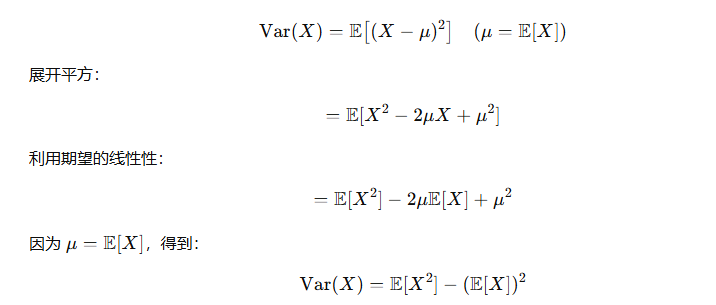 Var(X) = 𝔼[(X − μ)²]  (μ = 𝔼[X])
展开平方：
= 𝔼[X² − 2μX + μ²]
利用期望的线性性：
= 𝔼[X²] − 2μ𝔼[X] + μ²
因为 μ = 𝔼[X]，得到：
Var(X) = 𝔼[X²] − (𝔼[X])²